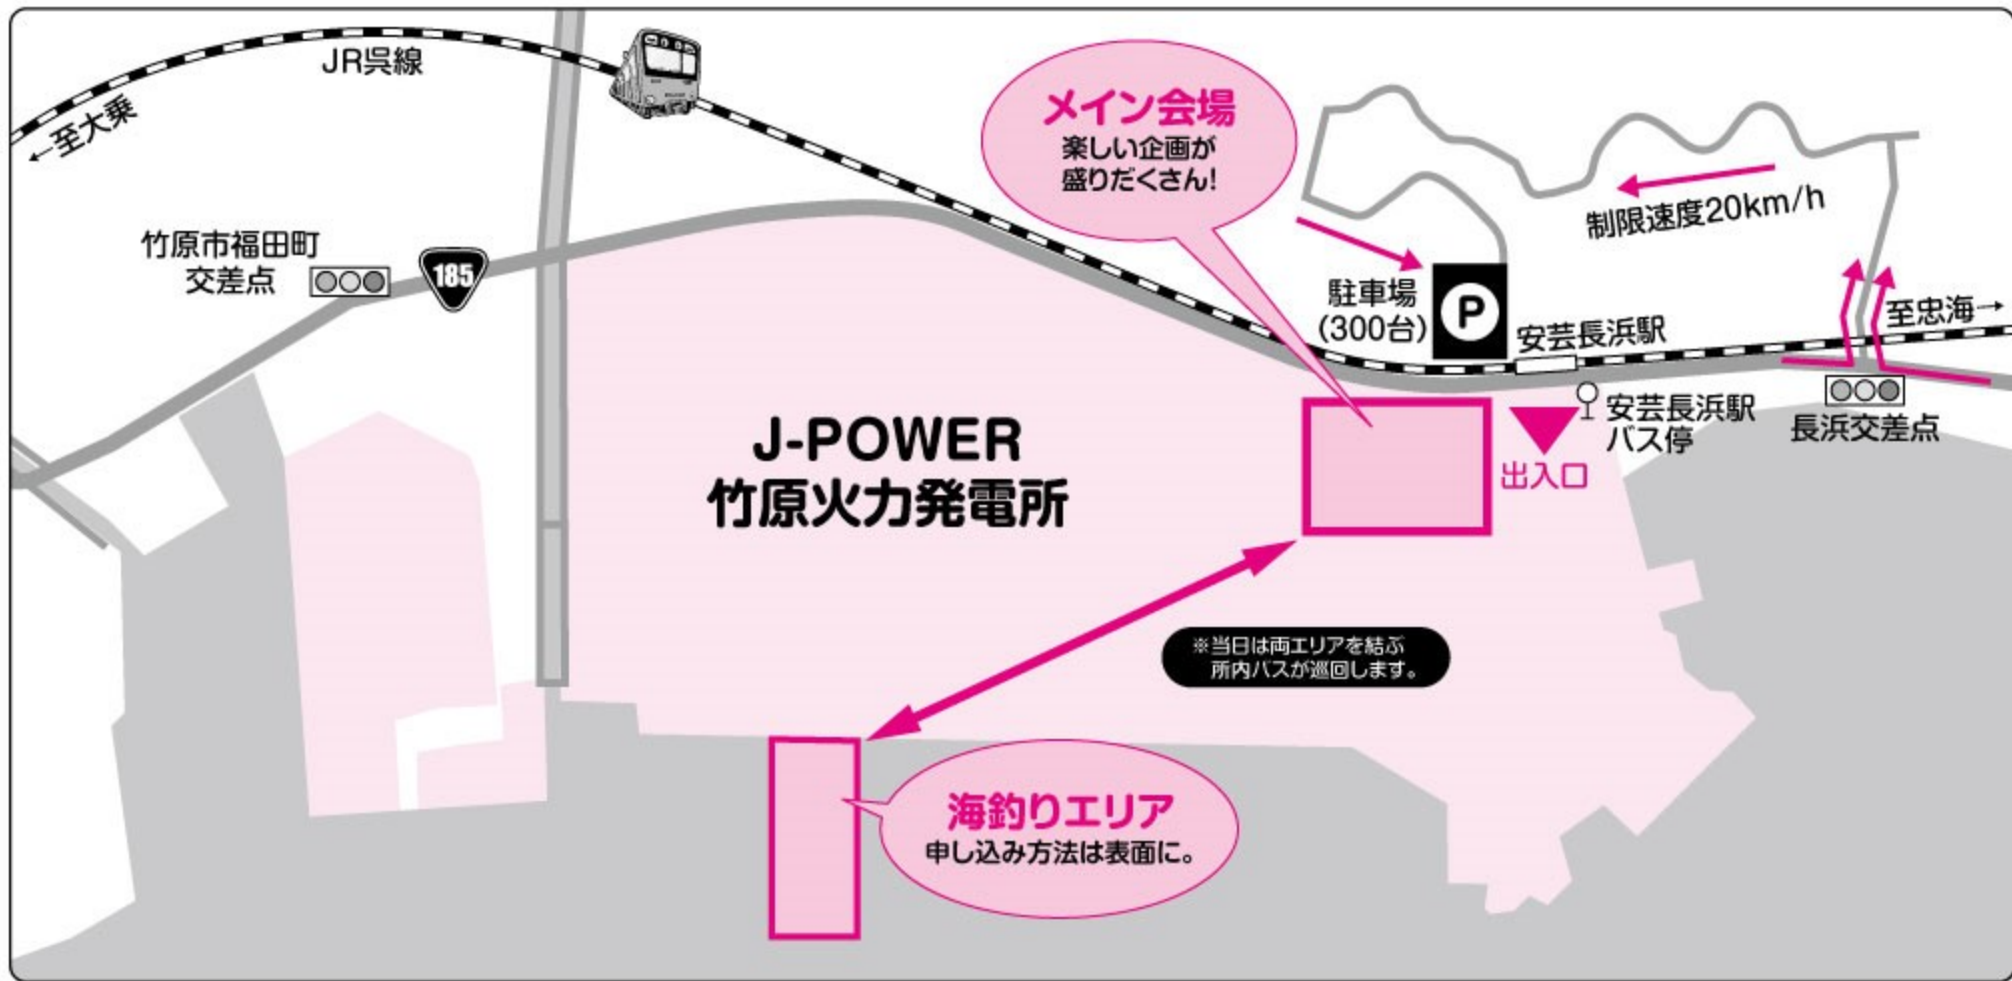 JR呉線
←至大乗
竹原市福田町
交差点
185
メイン会場
楽しい企画が
盛りだくさん!
制限速度20km/h
駐車場
(300台)
P
安芸長浜駅
至忠海→
安芸長浜駅
バス停
長浜交差点
出入口
J-POWER
竹原火力発電所
※当日は両エリアを結ぶ
所内バスが巡回します。
海釣りエリア
申し込み方法は表面に。